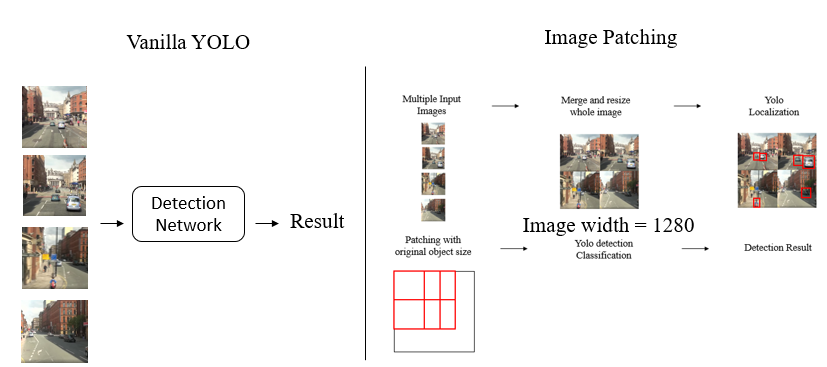 Vanilla YOLO
Detection
Network
Result
Image Patching
Multiple Input
Images
Merge and resize
whole image
Yolo
Localization
Image width = 1280
Patching with
original object size
Yolo detection
Classification
Detection Result